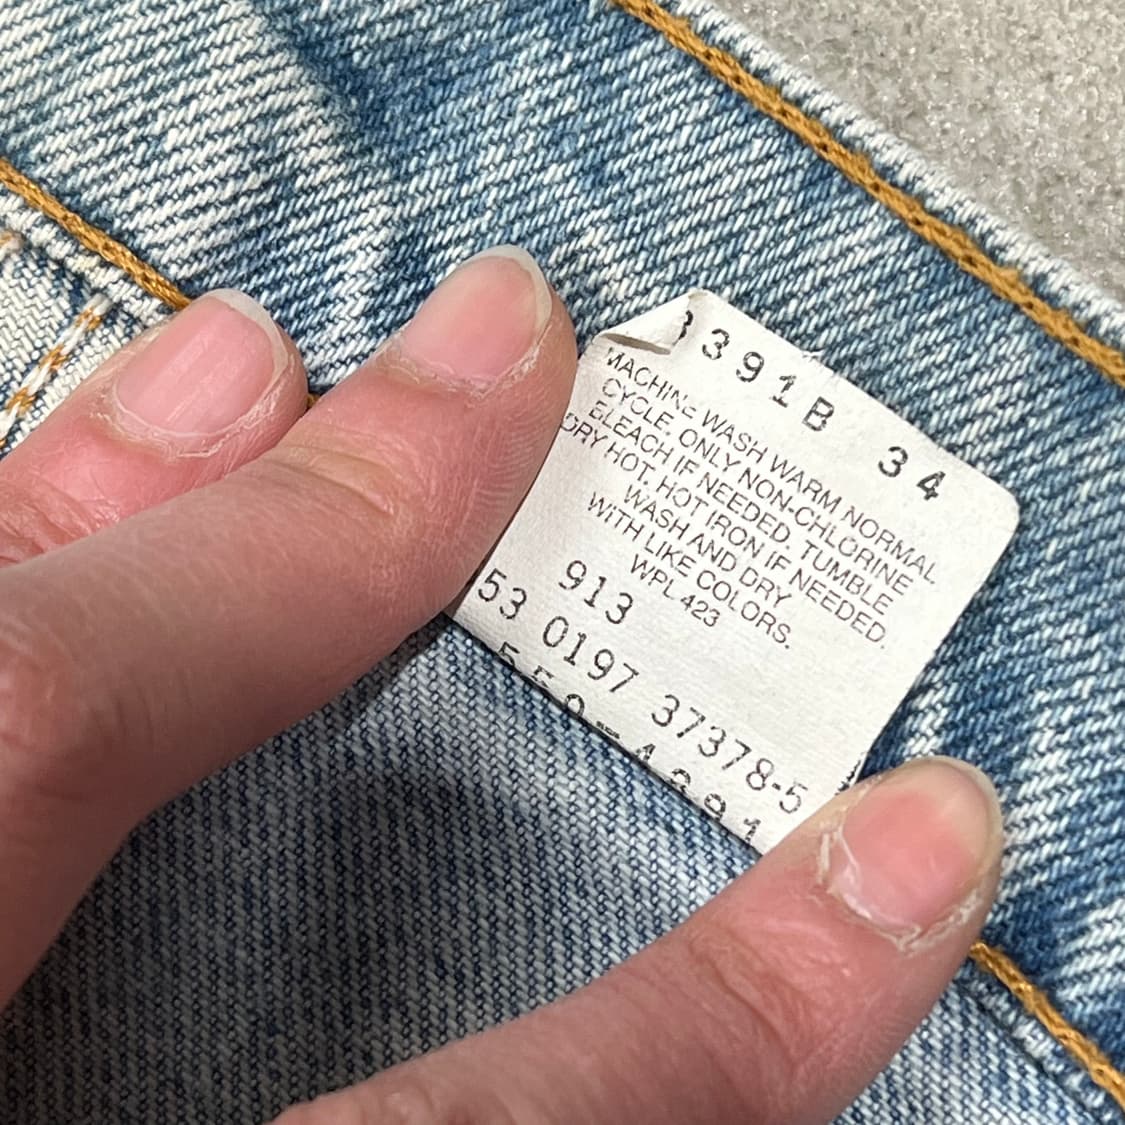 3391B 34
MACHINE WASH WARM NORMAL
CYCLE. ONLY NON-CHLORINE
BLEACH IF NEEDED. TUMBLE
DRY HOT. HOT IRON IF NEEDED.
WASH AND DRY
WITH LIKE COLORS.
WPL 423
913
53 0197 37378-5